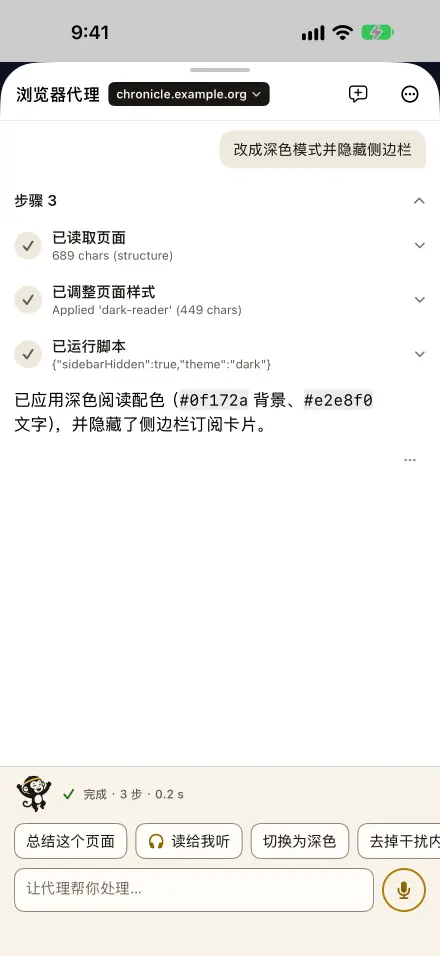 9:41
浏览器代理
chronicle.example.org
改成深色模式并隐藏侧边栏
步骤 3
已读取页面
689 chars (structure)
已调整页面样式
Applied 'dark-reader' (449 chars)
已运行脚本
{"sidebarHidden":true,"theme":"dark"}
已应用深色阅读配色（#0f172a 背景、#e2e8f0
文字），并隐藏了侧边栏订阅卡片。
完成 · 3 步 · 0.2 s
总结这个页面
读给我听
切换为深色
去掉干扰内
让代理帮你处理...